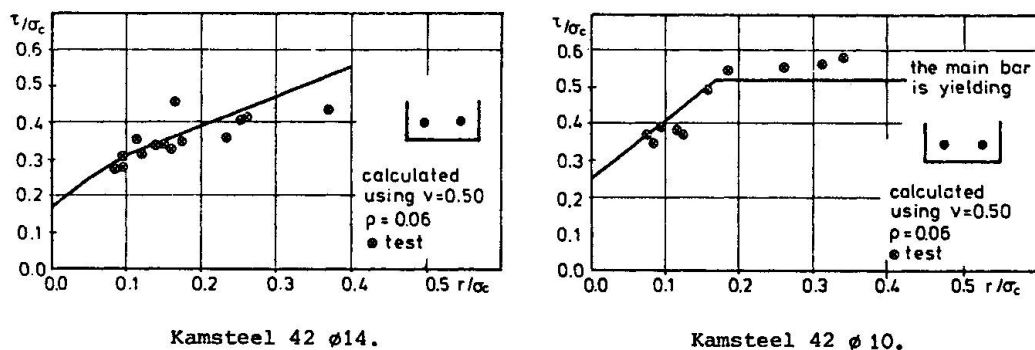 τ/σc
0.6
0.5
0.4
0.3
0.2
0.1
0.0
0.0 0.1 0.2 0.3 0.4 0.5 r/σc
calculated
using ν=0.50
ρ = 0.06
⊗ test
Kamsteel 42 ø14.
τ/σc
0.6
0.5
0.4
0.3
0.2
0.1
0.0
0.0 0.1 0.2 0.3 0.4 0.5 r/σc
the main bar
is yielding
calculated
using ν=0.50
ρ=0.06
⊗ test
Kamsteel 42 ø 10.